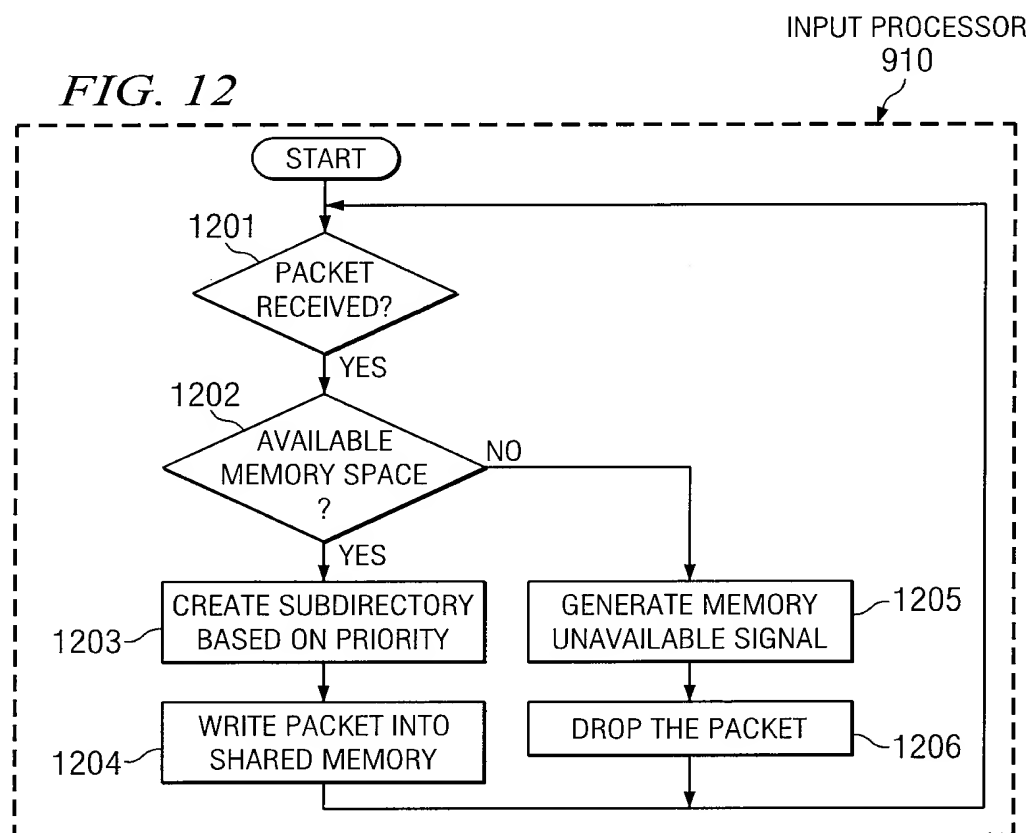 INPUT PROCESSOR
910
FIG. 12
START
1201
PACKET
RECEIVED?
YES
1202
AVAILABLE
MEMORY SPACE
?
NO
YES
CREATE SUBDIRECTORY
BASED ON PRIORITY
1203
GENERATE MEMORY
UNAVAILABLE SIGNAL
1205
WRITE PACKET INTO
SHARED MEMORY
1204
DROP THE PACKET
1206